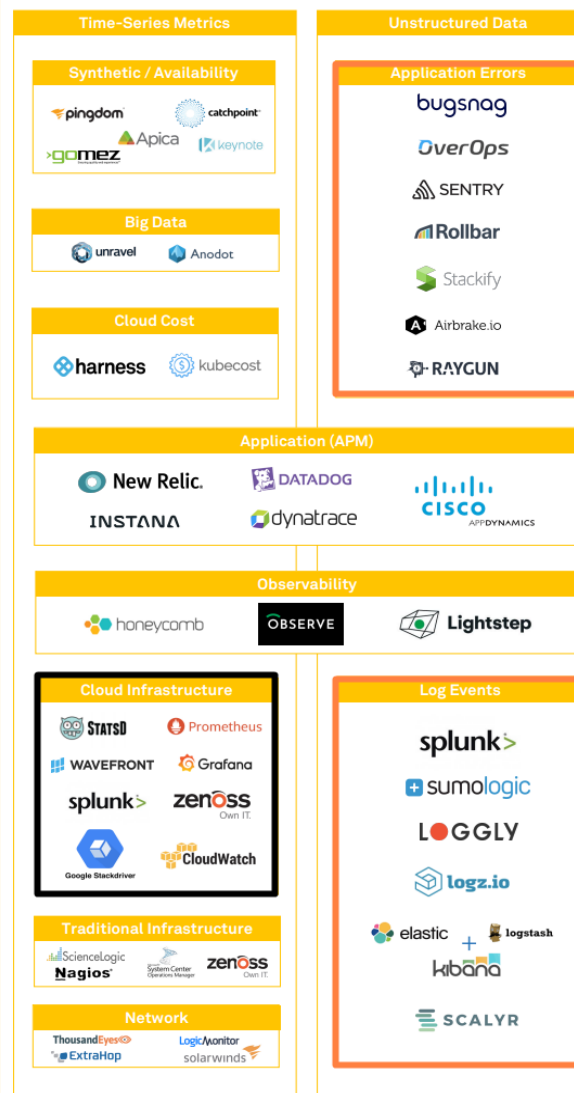 Time-Series Metrics
Unstructured Data
Synthetic / Availability
pingdom
catchpoint
Apica
keynote
gomez
Big Data
unravel
Anodot
Cloud Cost
harness
kubecost
Application Errors
bugsnag
OverOps
SENTRY
Rollbar
Stackify
Airbrake.io
RAYGUN
Application (APM)
New Relic.
DATADOG
CISCO
APPDYNAMICS
INSTANA
dynatrace
Observability
honeycomb
OBSERVE
Lightstep
Cloud Infrastructure
STATSD
Prometheus
WAVEFRONT
Grafana
splunk>
zenoss
Own IT.
Google Stackdriver
CloudWatch
Traditional Infrastructure
ScienceLogic
Nagios®
System Center
Operations Manager
zenoss
Own IT.
Network
ThousandEyes
LogicMonitor
ExtraHop
solarwinds
Log Events
splunk>
sumologic
LOGGLY
logz.io
elastic + logstash
kibana
SCALYR